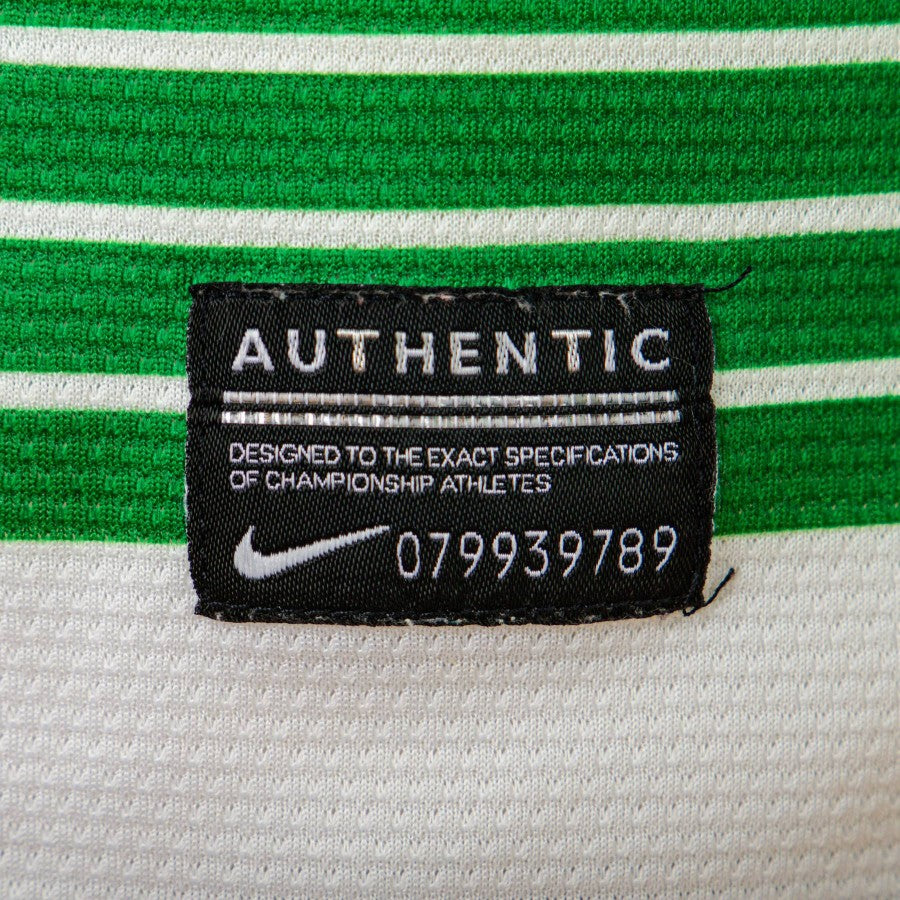 AUTHENTIC
DESIGNED TO THE EXACT SPECIFICATIONS
OF CHAMPIONSHIP ATHLETES
079939789